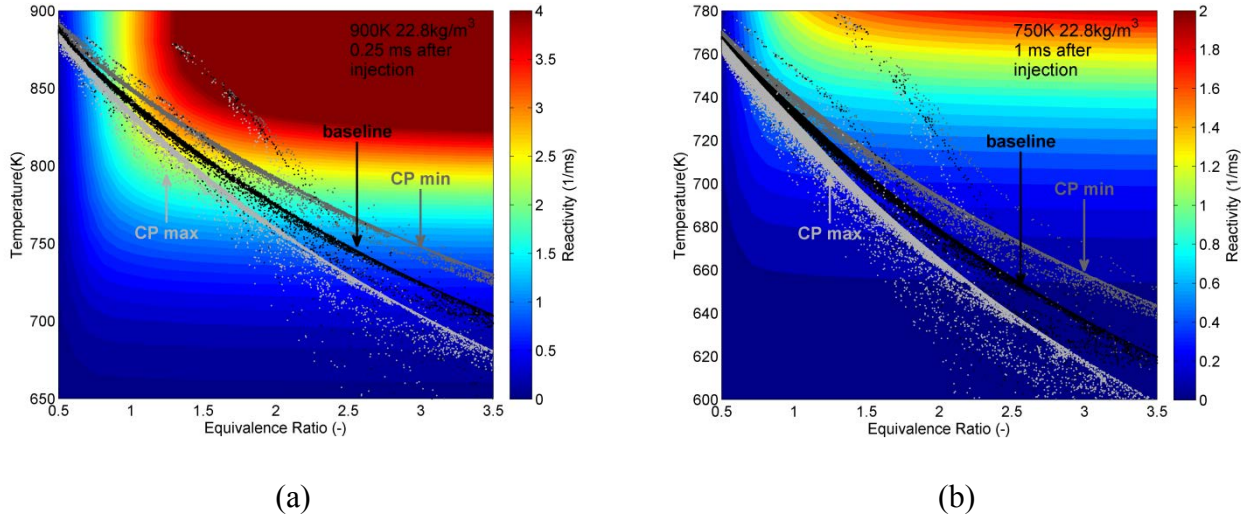 900
850
800
750
700
650
Temperature(K)
0.5
1
1.5
2
2.5
3
3.5
Equivalence Ratio (-)
900K 22.8kg/m³
0.25 ms after
injection
baseline
CP min
CP max
4
3.5
3
2.5
2
1.5
1
0.5
0
Reactivity (1/ms)
(a)
780
760
740
720
700
680
660
640
620
600
Temperature(K)
0.5
1
1.5
2
2.5
3
3.5
Equivalence Ratio (-)
750K 22.8kg/m³
1 ms after
injection
baseline
CP min
CP max
2
1.8
1.6
1.4
1.2
1
0.8
0.6
0.4
0.2
0
Reactivity (1/ms)
(b)